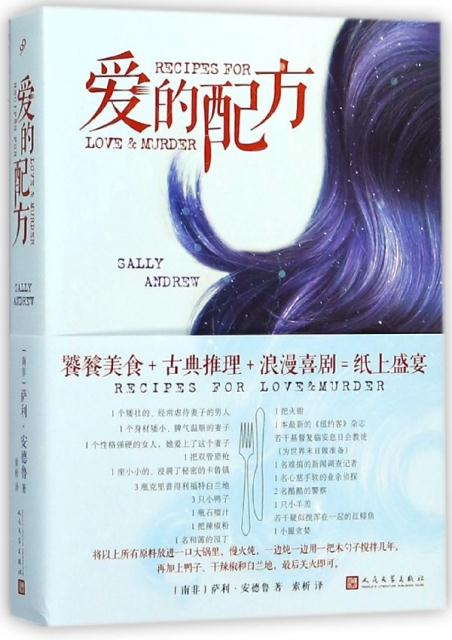 RECIPES FOR
爱的配方
LOVE & MURDER
SALLY
ANDREW
饕餮美食+古典推理+浪漫喜剧=纸上盛宴
RECIPES FOR LOVE&MURDER
1个矮壮的、经常虐待妻子的男人
1个身材矮小、脾气温顺的妻子
1个性格强硬的女人，她爱上了这个妻子
1把双管猎枪
1座小小的、浸满了秘密的卡鲁镇
3瓶克里普得利福特白兰地
3只小鸭子
1瓶石榴汁
1把辣椒粉
1名和蔼的园丁
1把火钳
1本最新的《纽约客》杂志
若干基督复临安息日会教徒
（为世界末日做准备）
1名难搞的新闻调查记者
1名心慈手软的业余侦探
2名酷酷的警察
1只小羊羔
若干疑似搅浑在一起的红鲱鱼
1小撮贪婪
将以上所有原料放进一口大锅里，慢火炖，一边炖一边用一把木勺子搅拌几年，
再加上鸭子、干辣椒和白兰地，最后关火即可。
〔南非〕萨利·安德鲁 著 索析 译
人民文学出版社
爱的配方
RECIPES FOR
LOVE & MURDER
SALLY
ANDREW
〔南非〕萨利·安德鲁 著
索析 译